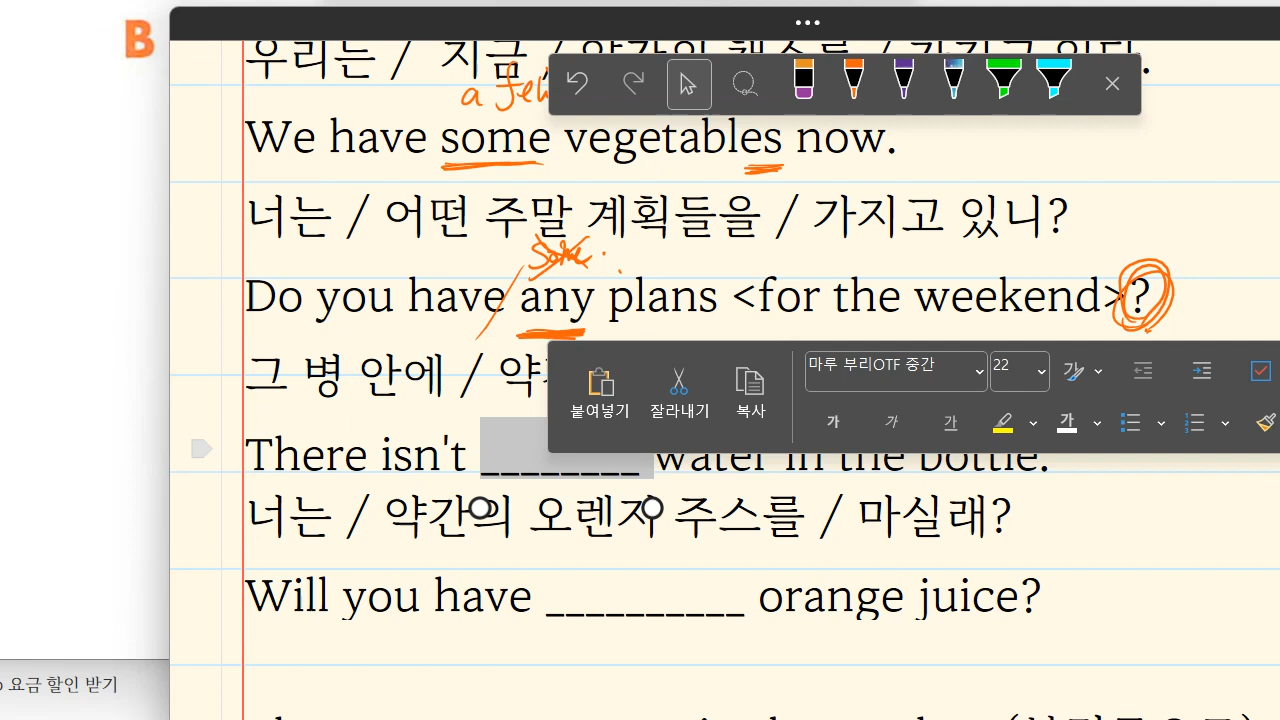 B
•••
우리는 / 지금 /
a few
We have some vegetables now.
너는 / 어떤 주말 계획들을 / 가지고 있니?
some
Do you have any plans <for the weekend>?
그 병 안에 /
마루 부리OTF 중간
22
붙여넣기 잘라내기 복사
가 가 가 가
There isn't ________ water in the bottle.
너는 / 약간의 오렌지 주스를 / 마실래?
Will you have __________ orange juice?
요금 할인 받기